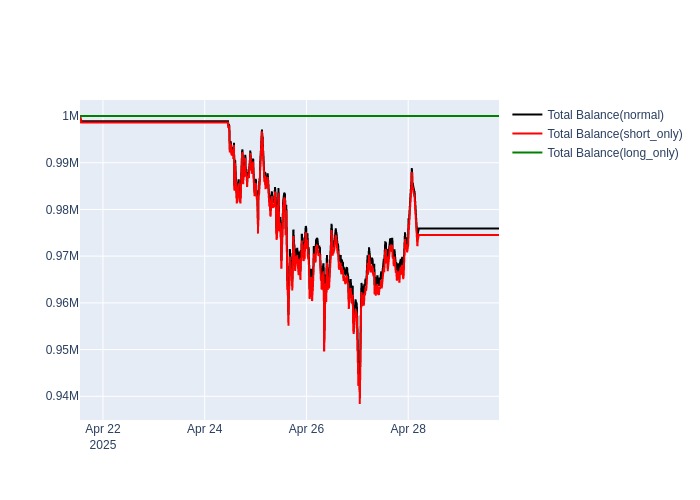 1M
0.99M
0.98M
0.97M
0.96M
0.95M
0.94M
Apr 22
2025
Apr 24
Apr 26
Apr 28
Total Balance(normal)
Total Balance(short_only)
Total Balance(long_only)